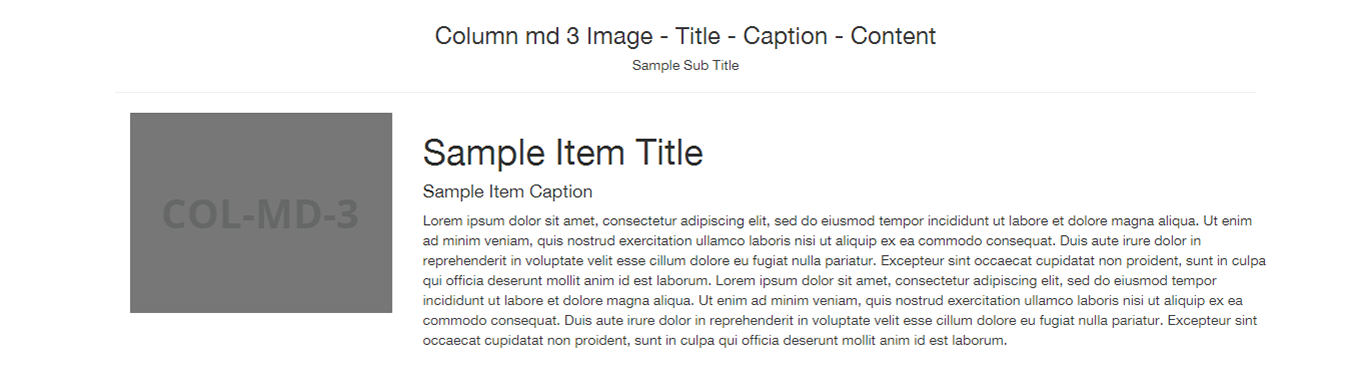 Column md 3 Image - Title - Caption - Content
Sample Sub Title
COL-MD-3
Sample Item Title
Sample Item Caption
Lorem ipsum dolor sit amet, consectetur adipiscing elit, sed do eiusmod tempor incididunt ut labore et dolore magna aliqua. Ut enim
ad minim veniam, quis nostrud exercitation ullamco laboris nisi ut aliquip ex ea commodo consequat. Duis aute irure dolor in
reprehenderit in voluptate velit esse cillum dolore eu fugiat nulla pariatur. Excepteur sint occaecat cupidatat non proident, sunt in culpa
qui officia deserunt mollit anim id est laborum. Lorem ipsum dolor sit amet, consectetur adipiscing elit, sed do eiusmod tempor
incididunt ut labore et dolore magna aliqua. Ut enim ad minim veniam, quis nostrud exercitation ullamco laboris nisi ut aliquip ex ea
commodo consequat. Duis aute irure dolor in reprehenderit in voluptate velit esse cillum dolore eu fugiat nulla pariatur. Excepteur sint
occaecat cupidatat non proident, sunt in culpa qui officia deserunt mollit anim id est laborum.